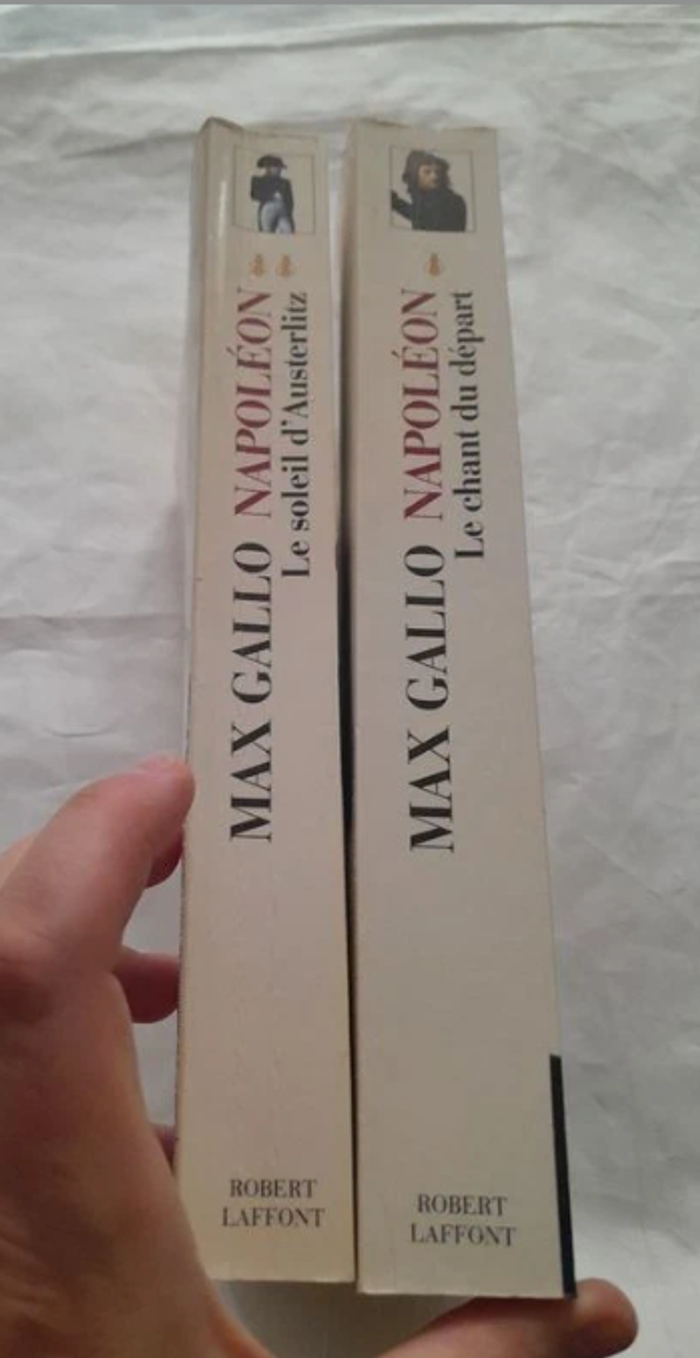 MAX GALLO NAPOLÉON
Le soleil d'Austerlitz
ROBERT
LAFFONT
MAX GALLO NAPOLÉON
Le chant du départ
ROBERT
LAFFONT